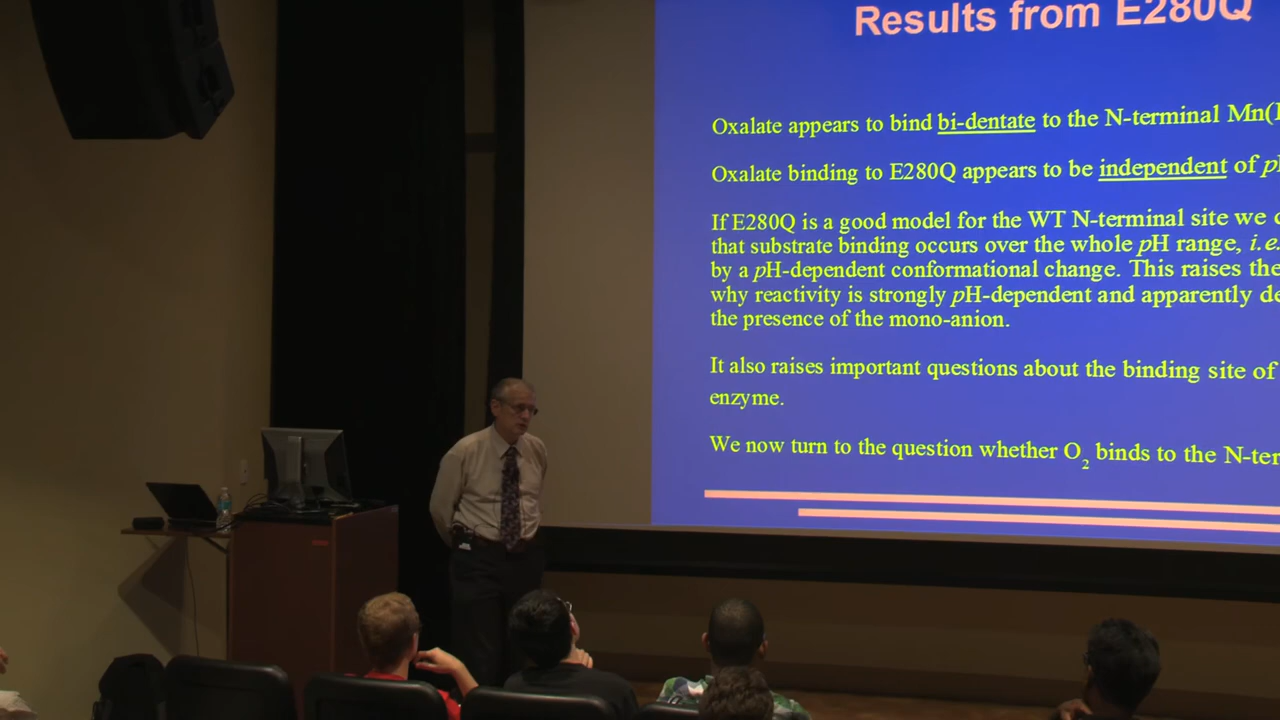 Results from E280Q
Oxalate appears to bind bi-dentate to the N-terminal Mn(
Oxalate binding to E280Q appears to be independent of p
If E280Q is a good model for the WT N-terminal site we
that substrate binding occurs over the whole pH range, i.e.
by a pH-dependent conformational change. This raises the
why reactivity is strongly pH-dependent and apparently de
the presence of the mono-anion.
It also raises important questions about the binding site of
enzyme.
We now turn to the question whether O2 binds to the N-ter